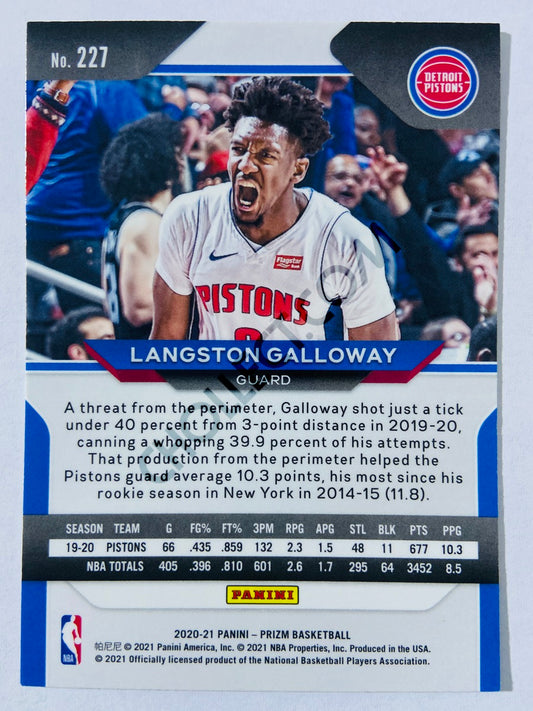 No. 227
DETROIT
PISTONS
Flagstar
Bank
PISTONS
LANGSTON GALLOWAY
GUARD
A threat from the perimeter, Galloway shot just a tick
under 40 percent from 3-point distance in 2019-20,
canning a whopping 39.9 percent of his attempts.
That production from the perimeter helped the
Pistons guard average 10.3 points, his most since his
rookie season in New York in 2014-15 (11.8).
SEASON TEAM G FG% FT% 3PM RPG APG STL BLK PTS PPG
19-20 PISTONS 66 .435 .859 132 2.3 1.5 48 11 677 10.3
NBA TOTALS 405 .396 .810 601 2.6 1.7 295 64 3452 8.5
PANINI
NBA
2020-21 PANINI – PRIZM BASKETBALL
帕尼尼 © 2021 Panini America, Inc. © 2021 NBA Properties, Inc. Produced in the USA.
© 2021 Officially licensed product of the National Basketball Players Association.